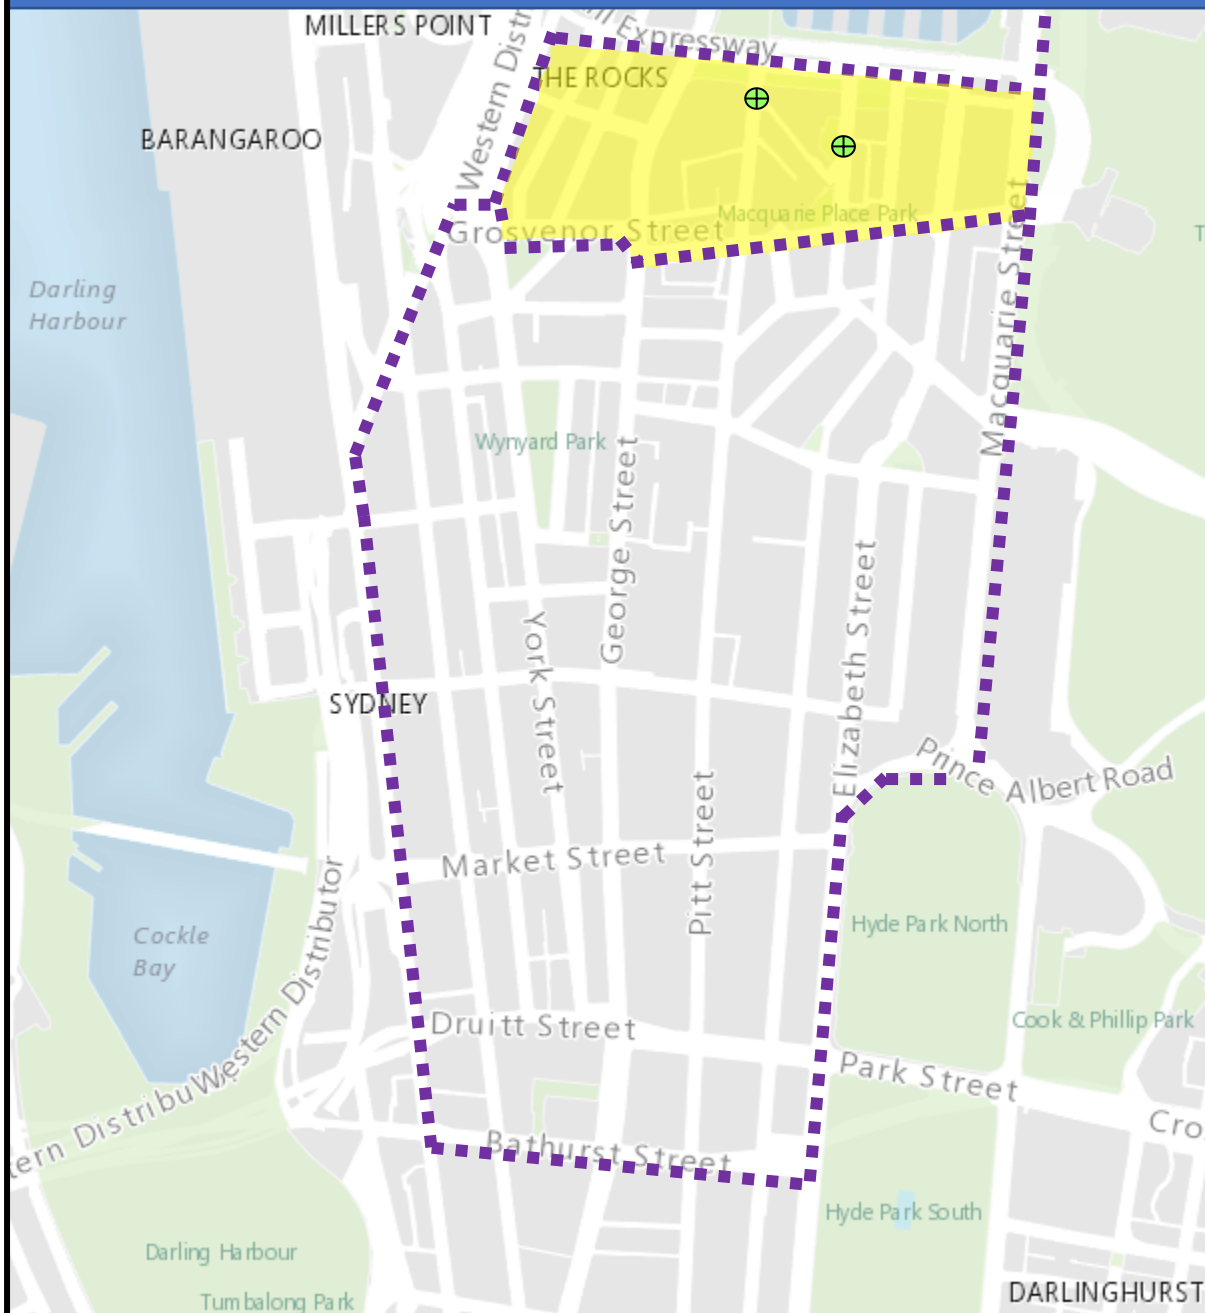 MILLERS POINT
Western Distr
ill Expressway
THE ROCKS
BARANGAROO
Macquarie Place Park
Grosvenor Street
Macquarie Street
T
Darling
Harbour
Wynyard Park
George Street
Elizabeth Street
York Street
SYDNEY
Prince Albert Road
Pitt Street
Market Street
Western Distributor
Hyde Park North
Cockle
Bay
Druitt Street
Cook & Phillip Park
Park Street
tern Distribu
Cro
Bathurst Street
Hyde Park South
Darling Harbour
Tumbalong Park
DARLINGHURST